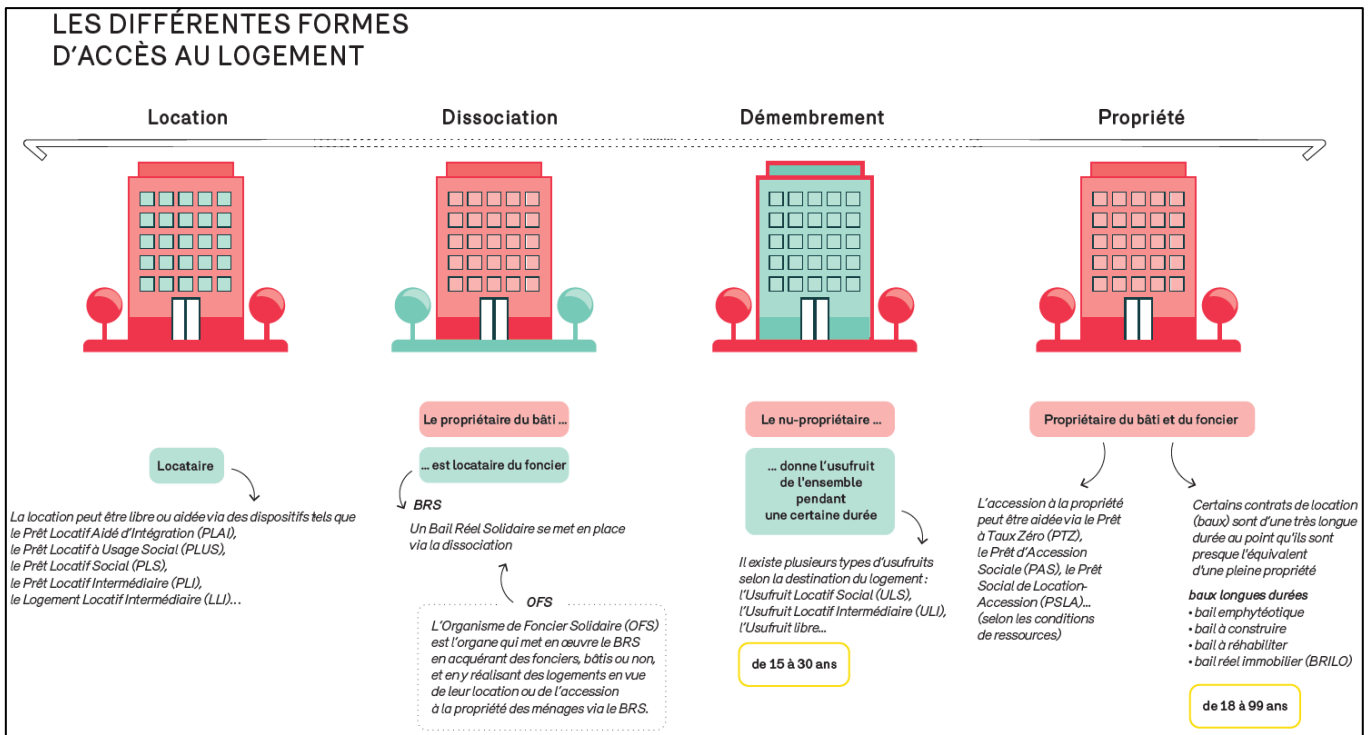 LES DIFFÉRENTES FORMES
D'ACCÈS AU LOGEMENT
Location
Dissociation
Démembrement
Propriété
Locataire
La location peut être libre ou aidée via des dispositifs tels que
le Prêt Locatif Aidé d'Intégration (PLAI),
le Prêt Locatif à Usage Social (PLUS),
le Prêt Locatif Social (PLS),
le Prêt Locatif Intermédiaire (PLI),
le Logement Locatif Intermédiaire (LLI)...
Le propriétaire du bâti ...
... est locataire du foncier
BRS
Un Bail Réel Solidaire se met en place
via la dissociation
OFS
L'Organisme de Foncier Solidaire (OFS)
est l'organe qui met en œuvre le BRS
en acquérant des fonciers, bâtis ou non,
et en y réalisant des logements en vue
de leur location ou de l'accession
à la propriété des ménages via le BRS.
Le nu-propriétaire ...
... donne l'usufruit
de l'ensemble
pendant
une certaine durée
Il existe plusieurs types d'usufruits
selon la destination du logement :
l'Usufruit Locatif Social (ULS),
l'Usufruit Locatif Intermédiaire (ULI),
l'Usufruit libre...
de 15 à 30 ans
Propriétaire du bâti et du foncier
L'accession à la propriété
peut être aidée via le Prêt
à Taux Zéro (PTZ),
le Prêt d'Accession
Sociale (PAS), le Prêt
Social de Location-
Accession (PSLA)...
(selon les conditions
de ressources)
Certains contrats de location
(baux) sont d'une très longue
durée au point qu'ils sont
presque l'équivalent
d'une pleine propriété
baux longues durées
• bail emphytéotique
• bail à construire
• bail à réhabiliter
• bail réel immobilier (BRILO)
de 18 à 99 ans